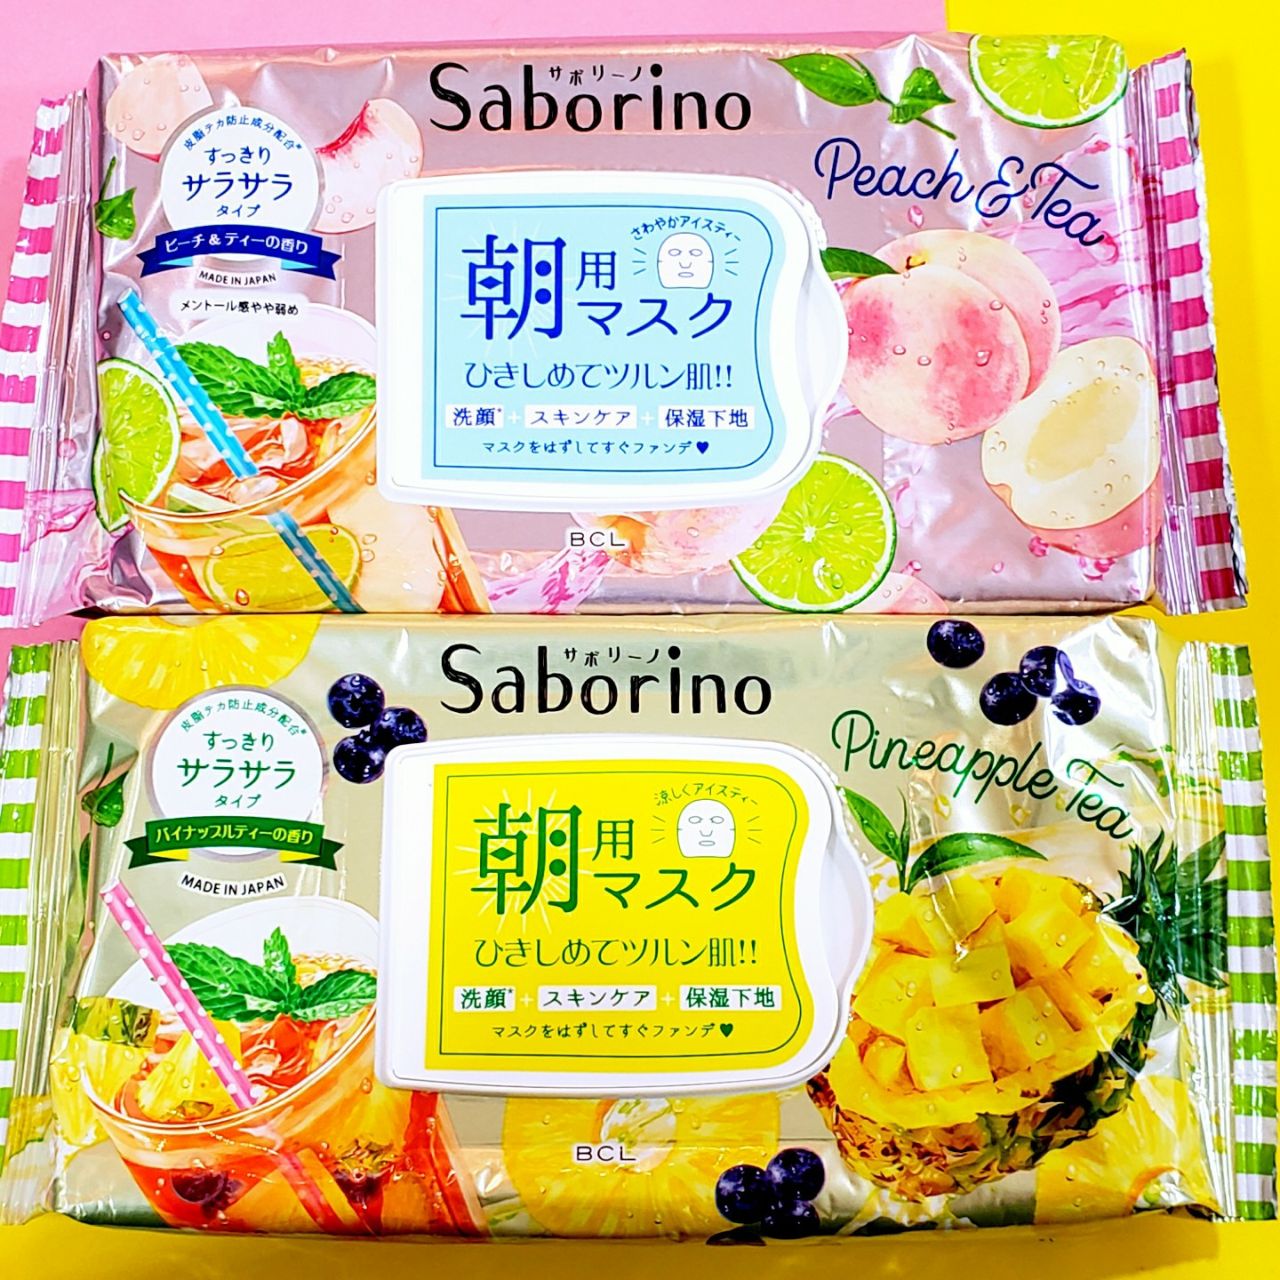 サボリーノ
Saborino
Peach & Tea
皮脂テカ防止成分配合*
すっきり
サラサラ
タイプ
ピーチ&ティーの香り
MADE IN JAPAN
メントール感やや弱め
さわやかアイスティー
朝用
マスク
ひきしめてツルン肌!!
洗顔*+スキンケア+保湿下地
マスクをはずしてすぐファンデ♥
BCL
サボリーノ
Saborino
Pineapple Tea
皮脂テカ防止成分配合*
すっきり
サラサラ
タイプ
パイナップルティーの香り
MADE IN JAPAN
涼しくアイスティー
朝用
マスク
ひきしめてツルン肌!!
洗顔*+スキンケア+保湿下地
マスクをはずしてすぐファンデ♥
BCL